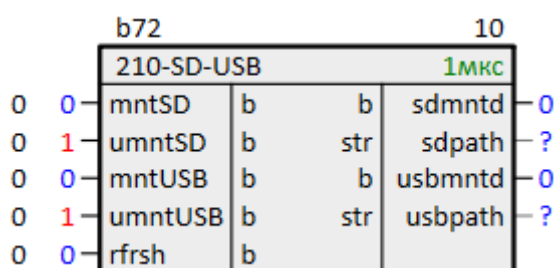 b72 10
210-SD-USB 1мкс
0 0 mntSD b b sdmntd 0
0 1 umntSD b str sdpath ?
0 0 mntUSB b b usbmntd 0
0 1 umntUSB b str usbpath ?
0 0 rfrsh b